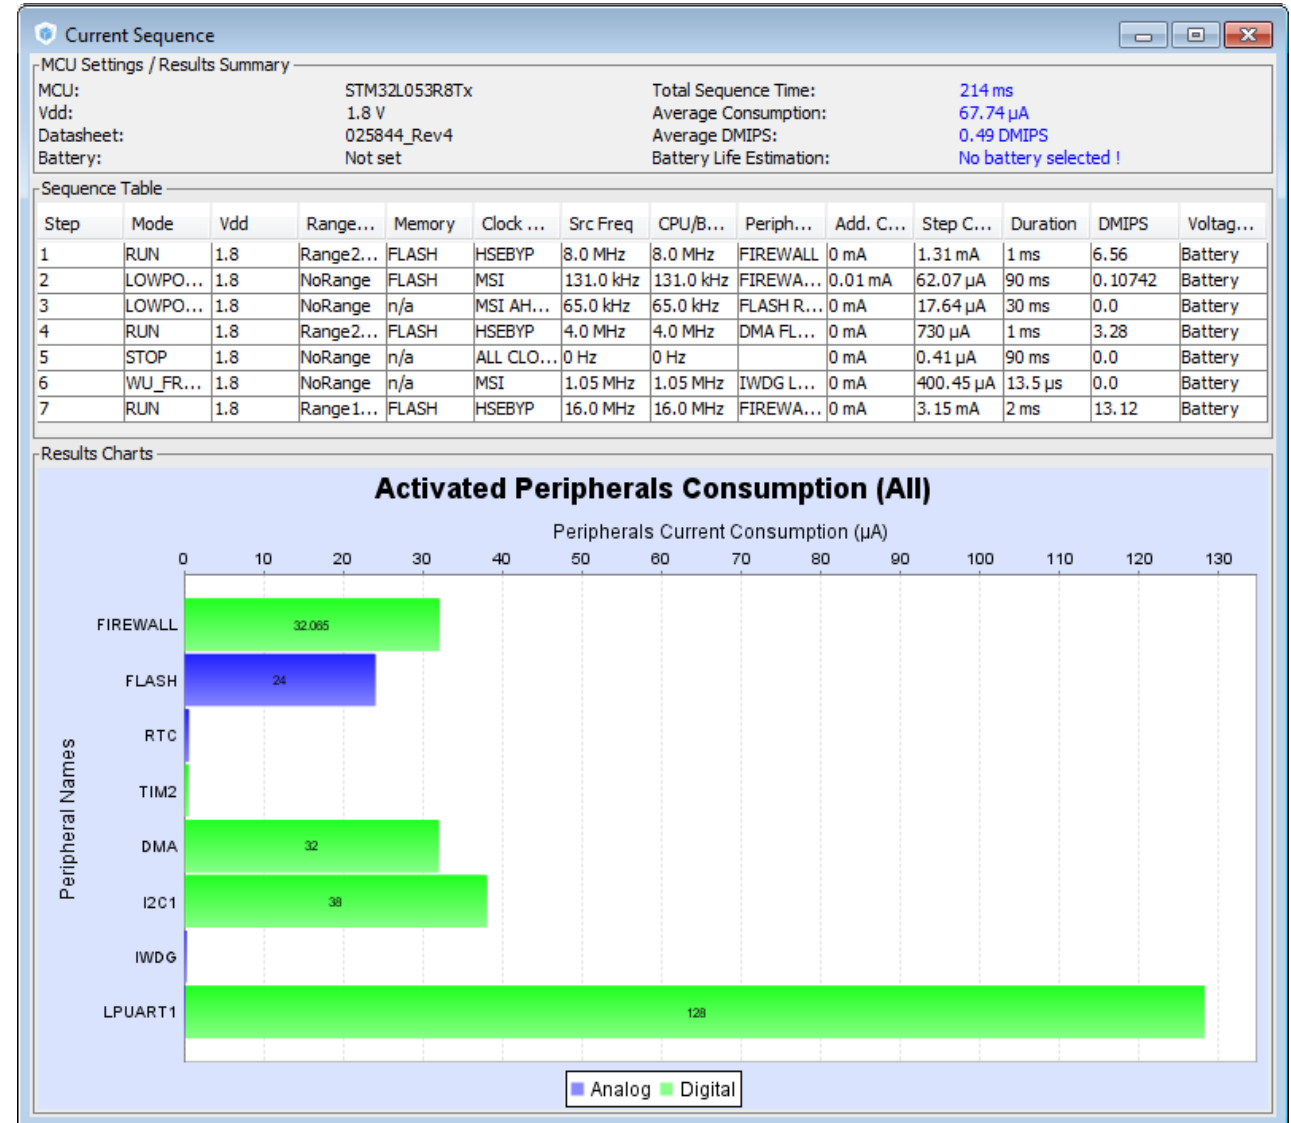 Current Sequence
MCU Settings / Results Summary
MCU: STM32L053R8Tx Total Sequence Time: 214 ms
Vdd: 1.8 V Average Consumption: 67.74 µA
Datasheet: 025844_Rev4 Average DMIPS: 0.49 DMIPS
Battery: Not set Battery Life Estimation: No battery selected !
Sequence Table
Step Mode Vdd Range... Memory Clock ... Src Freq CPU/B... Periph... Add. C... Step C... Duration DMIPS Voltag...
1 RUN 1.8 Range2... FLASH HSEBYP 8.0 MHz 8.0 MHz FIREWALL 0 mA 1.31 mA 1 ms 6.56 Battery
2 LOWPO... 1.8 NoRange FLASH MSI 131.0 kHz 131.0 kHz FIREWA... 0.01 mA 62.07 µA 90 ms 0.10742 Battery
3 LOWPO... 1.8 NoRange n/a MSI AH... 65.0 kHz 65.0 kHz FLASH R... 0 mA 17.64 µA 30 ms 0.0 Battery
4 RUN 1.8 Range2... FLASH HSEBYP 4.0 MHz 4.0 MHz DMA FL... 0 mA 730 µA 1 ms 3.28 Battery
5 STOP 1.8 NoRange n/a ALL CLO... 0 Hz 0 Hz 0 mA 0.41 µA 90 ms 0.0 Battery
6 WU_FR... 1.8 NoRange n/a MSI 1.05 MHz 1.05 MHz IWDG L... 0 mA 400.45 µA 13.5 µs 0.0 Battery
7 RUN 1.8 Range1... FLASH HSEBYP 16.0 MHz 16.0 MHz FIREWA... 0 mA 3.15 mA 2 ms 13.12 Battery
Results Charts
Activated Peripherals Consumption (All)
Peripherals Current Consumption (µA)
0 10 20 30 40 50 60 70 80 90 100 110 120 130
Peripheral Names
FIREWALL 32.065
FLASH 24
RTC
TIM2
DMA 32
I2C1 38
IWDG
LPUART1 128
Analog Digital